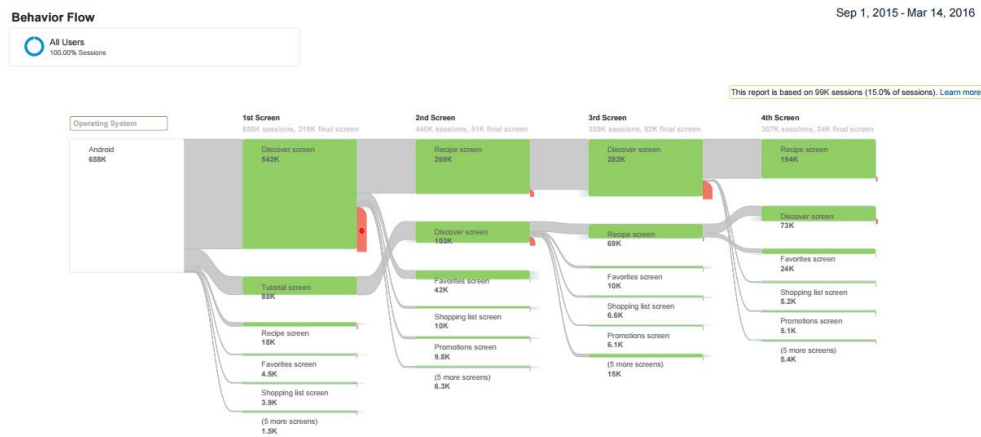 Behavior Flow
Sep 1, 2015 - Mar 14, 2016
All Users
100.00% Sessions
This report is based on 99K sessions (15.0% of sessions). Learn more
Operating System
Android
658K
1st Screen
658K sessions, 218K final screen
Discover screen
542K
Tutorial screen
88K
Recipe screen
18K
Favorites screen
4.5K
Shopping list screen
3.9K
(5 more screens)
1.5K
2nd Screen
440K sessions, 51K final screen
Recipe screen
269K
Discover screen
103K
Favorites screen
42K
Shopping list screen
10K
Promotions screen
9.8K
(5 more screens)
6.3K
3rd Screen
389K sessions, 82K final screen
Discover screen
282K
Recipe screen
69K
Favorites screen
10K
Shopping list screen
6.6K
Promotions screen
6.1K
(5 more screens)
15K
4th Screen
307K sessions, 24K final screen
Recipe screen
194K
Discover screen
73K
Favorites screen
24K
Shopping list screen
5.2K
Promotions screen
5.1K
(5 more screens)
5.4K